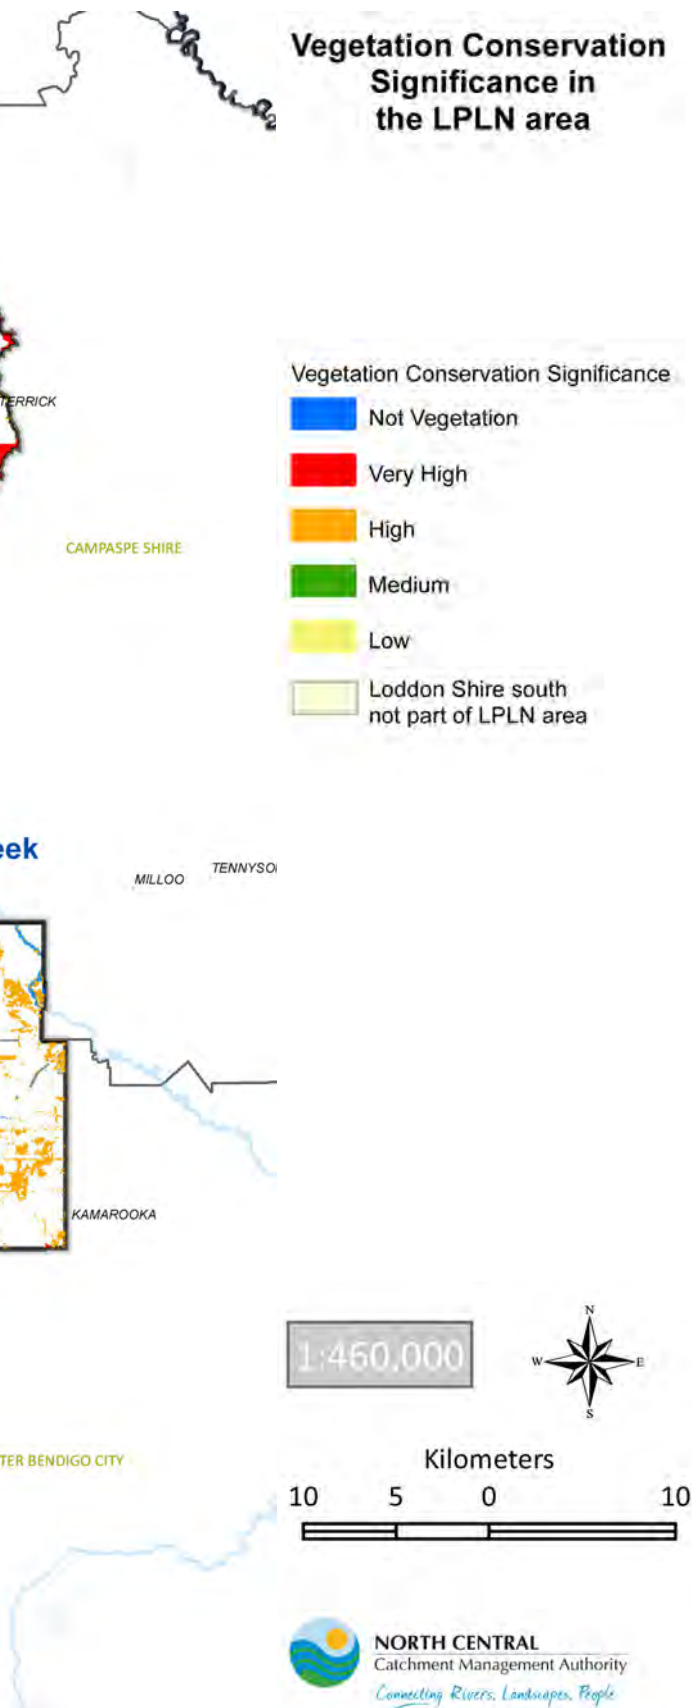 Vegetation Conservation
Significance in
the LPLN area
TERRICK
CAMPASPE SHIRE
Vegetation Conservation Significance
Not Vegetation
Very High
High
Medium
Low
Loddon Shire south
not part of LPLN area
eek
MILLOO
TENNYSO
KAMAROOKA
1:460,000
N
W
E
S
TER BENDIGO CITY
Kilometers
10 5 0 10
NORTH CENTRAL
Catchment Management Authority
Connecting Rivers, Landscapes, People